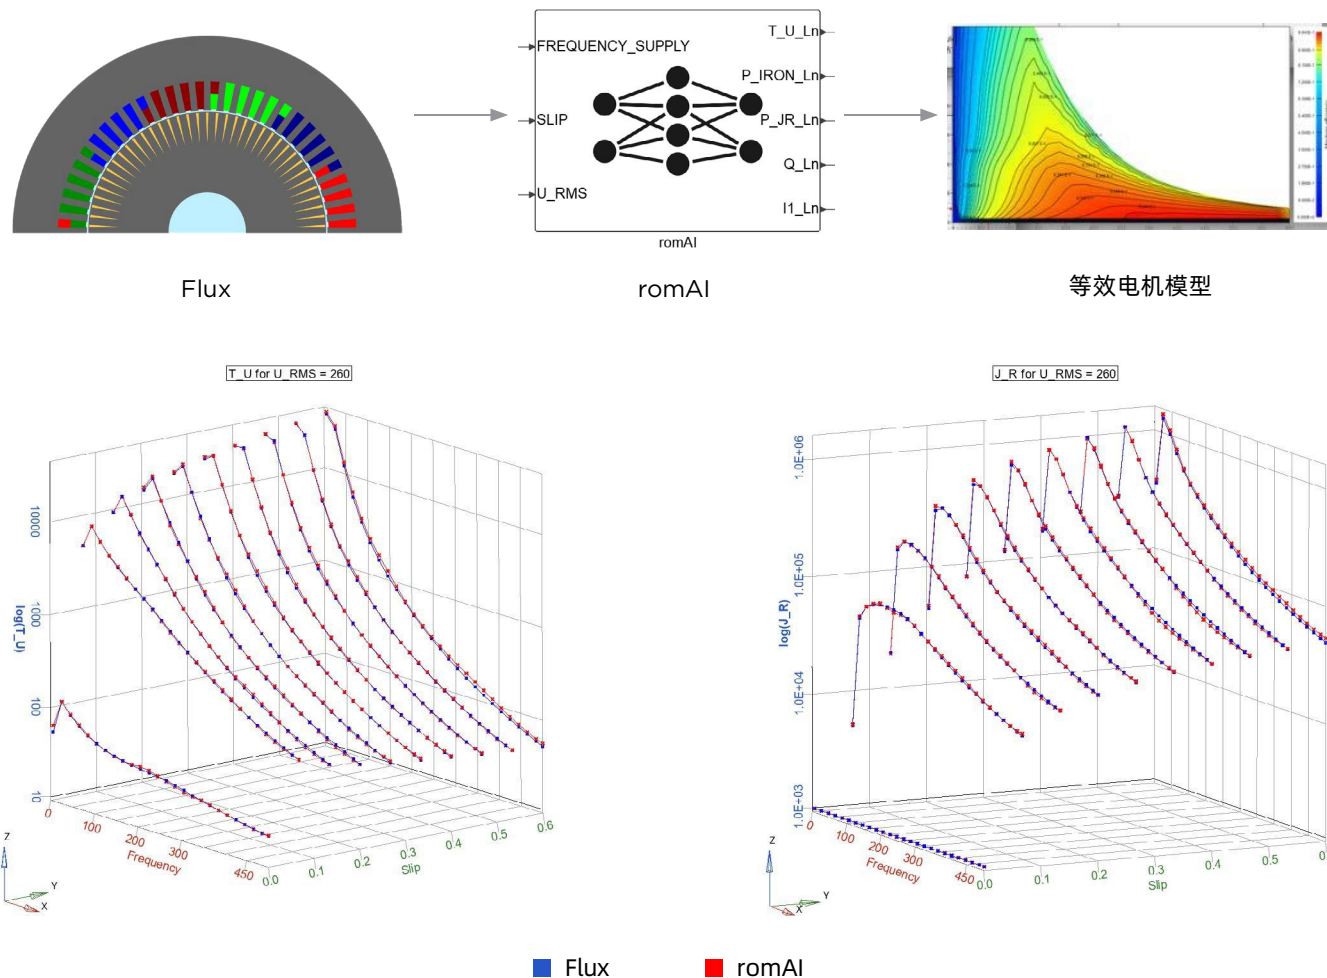 FREQUENCY_SUPPLY
SLIP
U_RMS
T_U_Ln
P_IRON_Ln
P_JR_Ln
Q_Ln
I1_Ln
romAI
Flux
romAI
等效电机模型
T_U for U_RMS = 260
log(T_U)
100000
10000
100
10
0
100
200
300
450
Frequency
0.0
0.1
0.2
0.3
0.4
0.5
0.6
Slip
Z
Y
X
J_R for U_RMS = 260
log(J_R)
1.0E+06
1.0E+05
1.0E+04
1.0E+03
0
100
200
300
450
Frequency
0.0
0.1
0.2
0.3
0.4
0.5
Slip
Z
Y
X
Flux
romAI